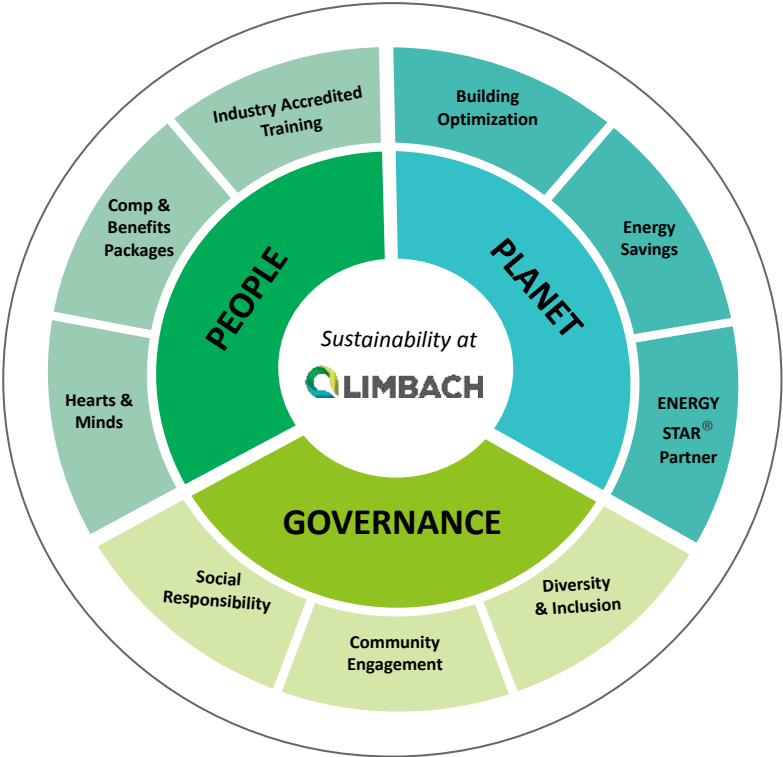 Industry Accredited
Training
Building
Optimization
Comp &
Benefits
Packages
Energy
Savings
PEOPLE
PLANET
Sustainability at
LIMBACH
Hearts &
Minds
ENERGY
STAR®
Partner
GOVERNANCE
Social
Responsibility
Community
Engagement
Diversity
& Inclusion